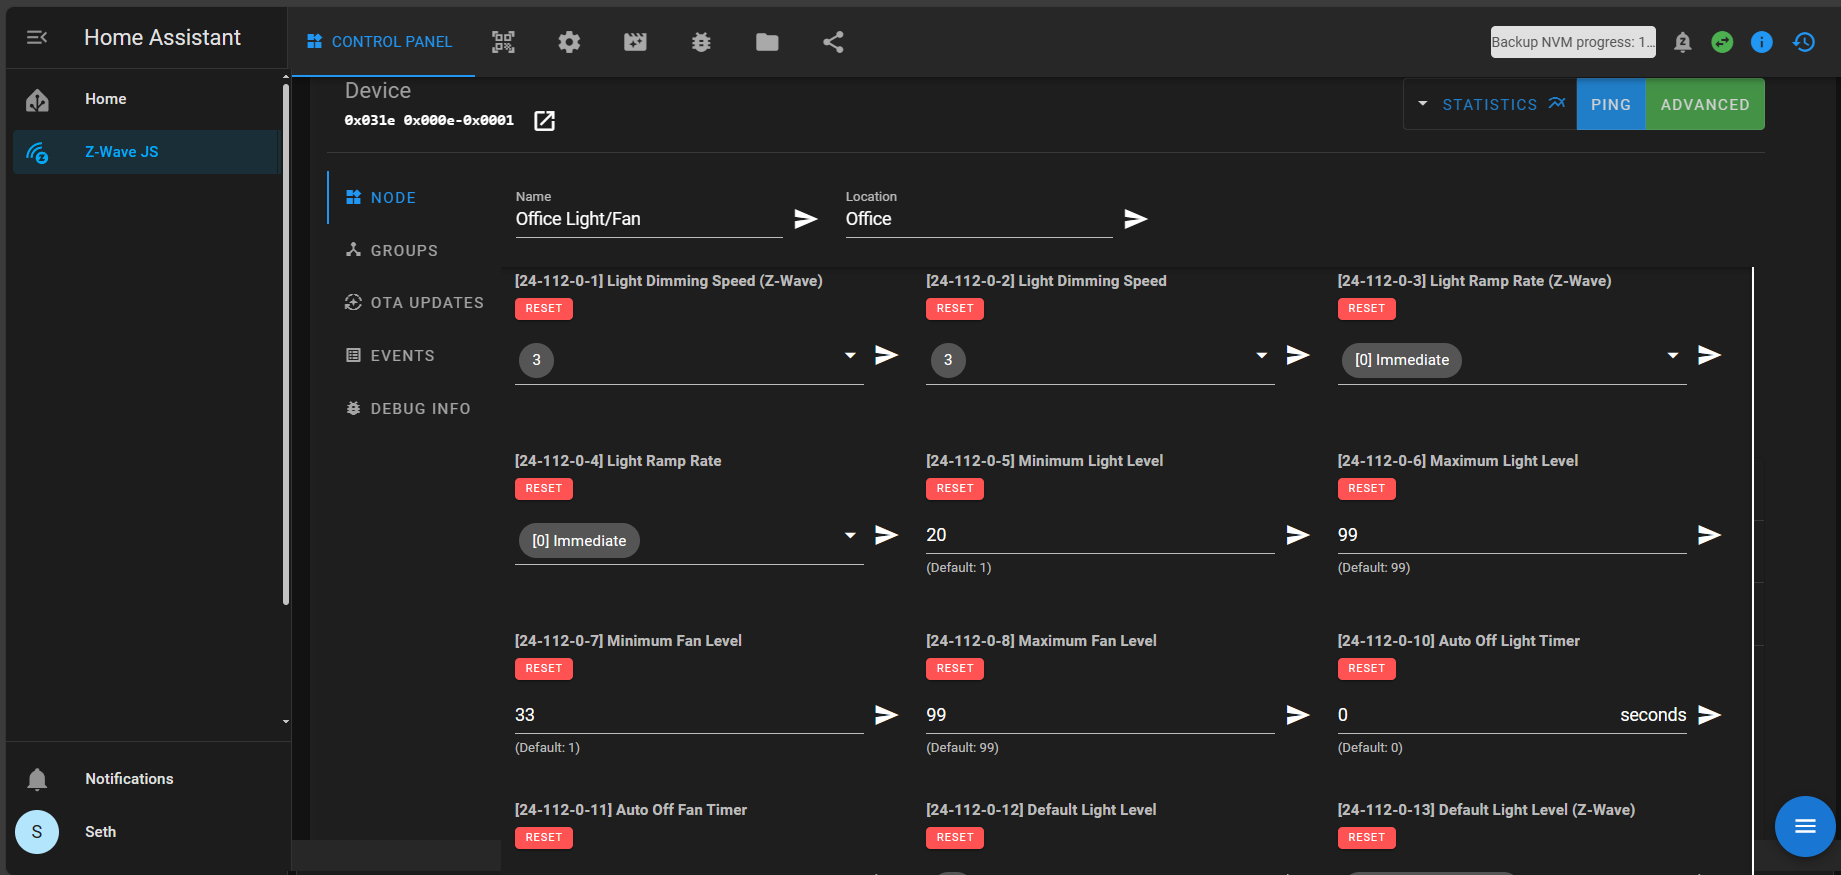 Home Assistant
CONTROL PANEL
Backup NVM progress: 1...
Home
Z-Wave JS
Notifications
S
Seth
Device
0x031e 0x000e-0x0001
STATISTICS
PING
ADVANCED
NODE
GROUPS
OTA UPDATES
EVENTS
DEBUG INFO
Name
Office Light/Fan
Location
Office
[24-112-0-1] Light Dimming Speed (Z-Wave)
RESET
3
[24-112-0-2] Light Dimming Speed
RESET
3
[24-112-0-3] Light Ramp Rate (Z-Wave)
RESET
[0] Immediate
[24-112-0-4] Light Ramp Rate
RESET
[0] Immediate
[24-112-0-5] Minimum Light Level
RESET
20
(Default: 1)
[24-112-0-6] Maximum Light Level
RESET
99
(Default: 99)
[24-112-0-7] Minimum Fan Level
RESET
33
(Default: 1)
[24-112-0-8] Maximum Fan Level
RESET
99
(Default: 99)
[24-112-0-10] Auto Off Light Timer
RESET
0 seconds
(Default: 0)
[24-112-0-11] Auto Off Fan Timer
RESET
[24-112-0-12] Default Light Level
RESET
[24-112-0-13] Default Light Level (Z-Wave)
RESET